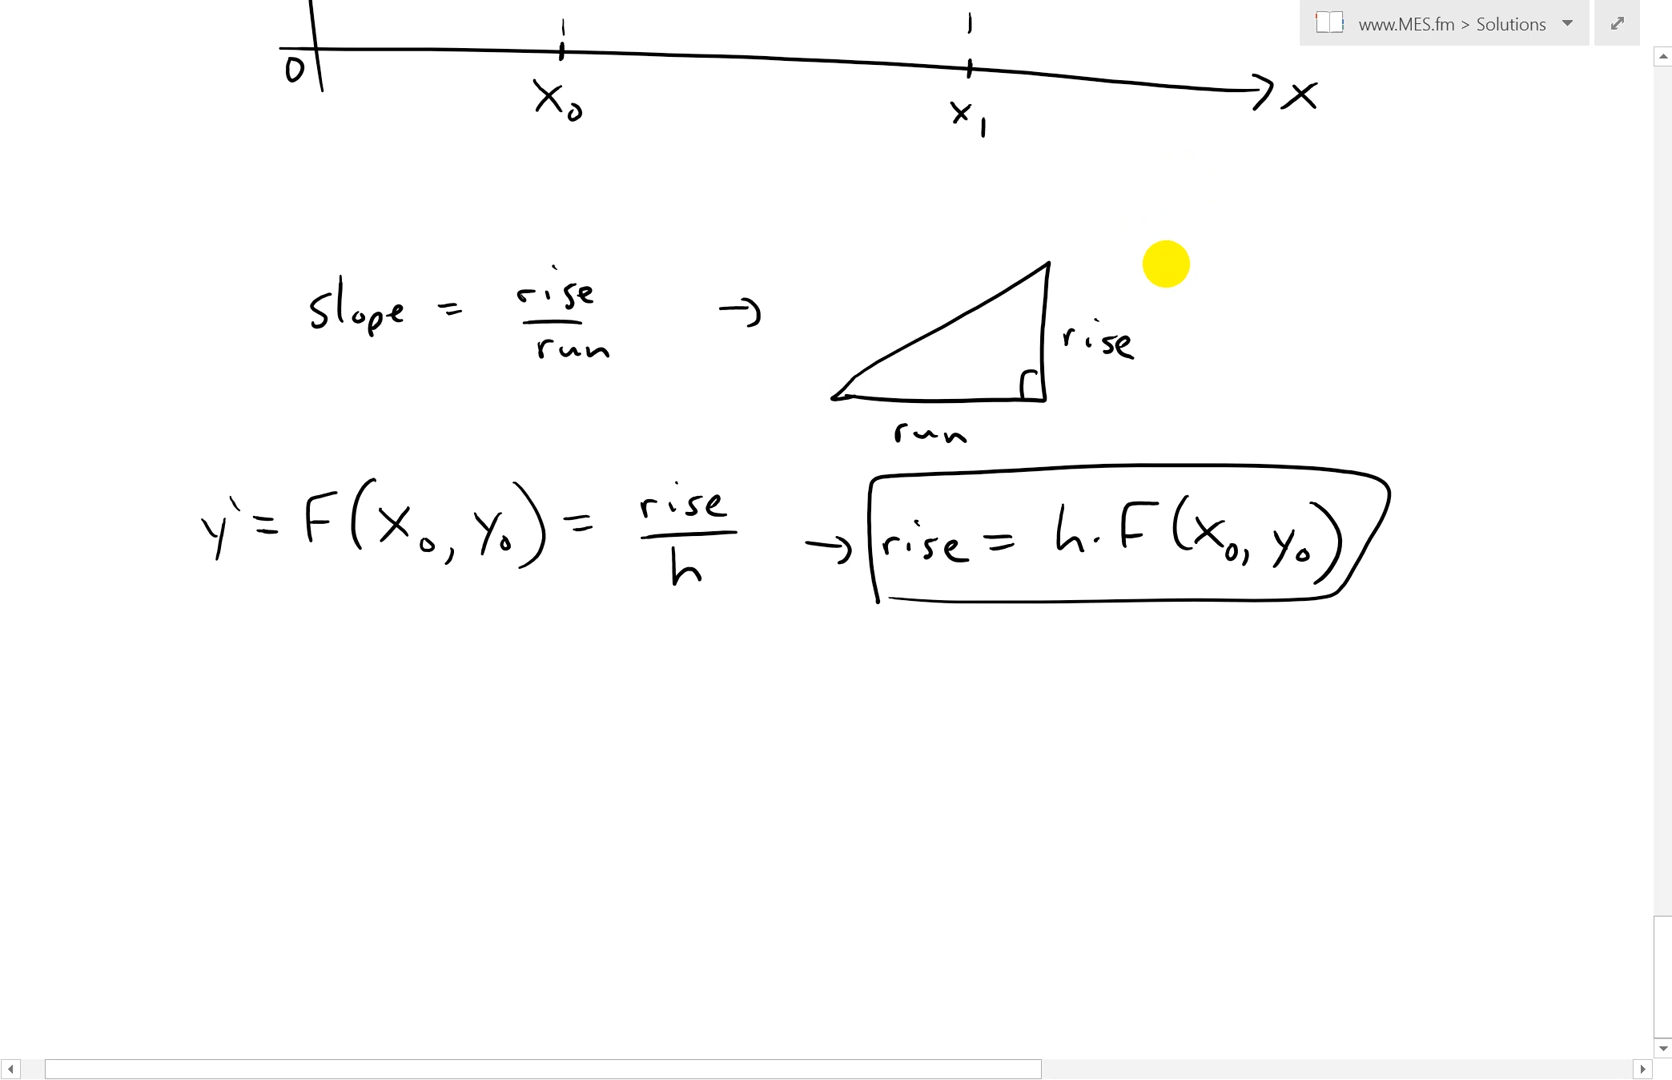 www.MES.fm > Solutions
0 x₀ x₁ x
slope = rise/run → rise
run
y' = F(x₀, y₀) = rise/h → rise = h · F(x₀, y₀)